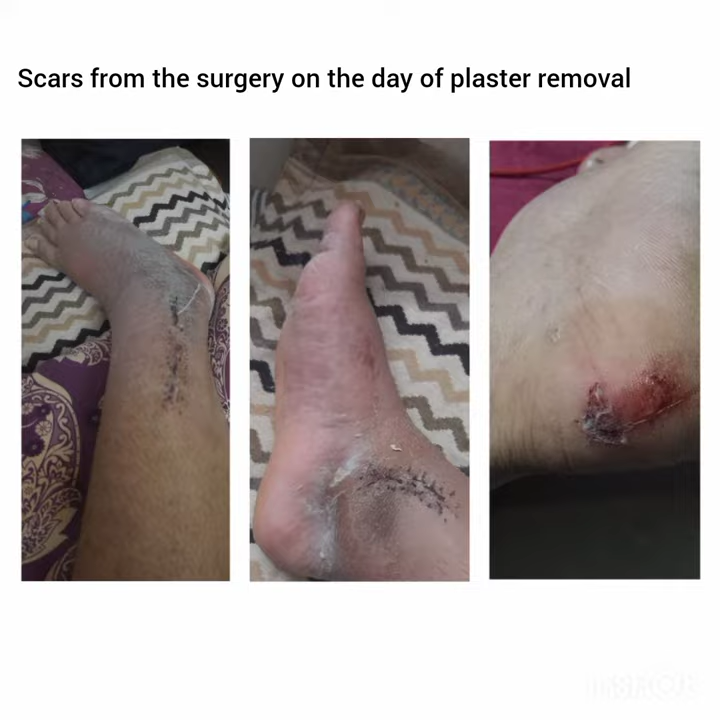 Scars from the surgery on the day of plaster removal